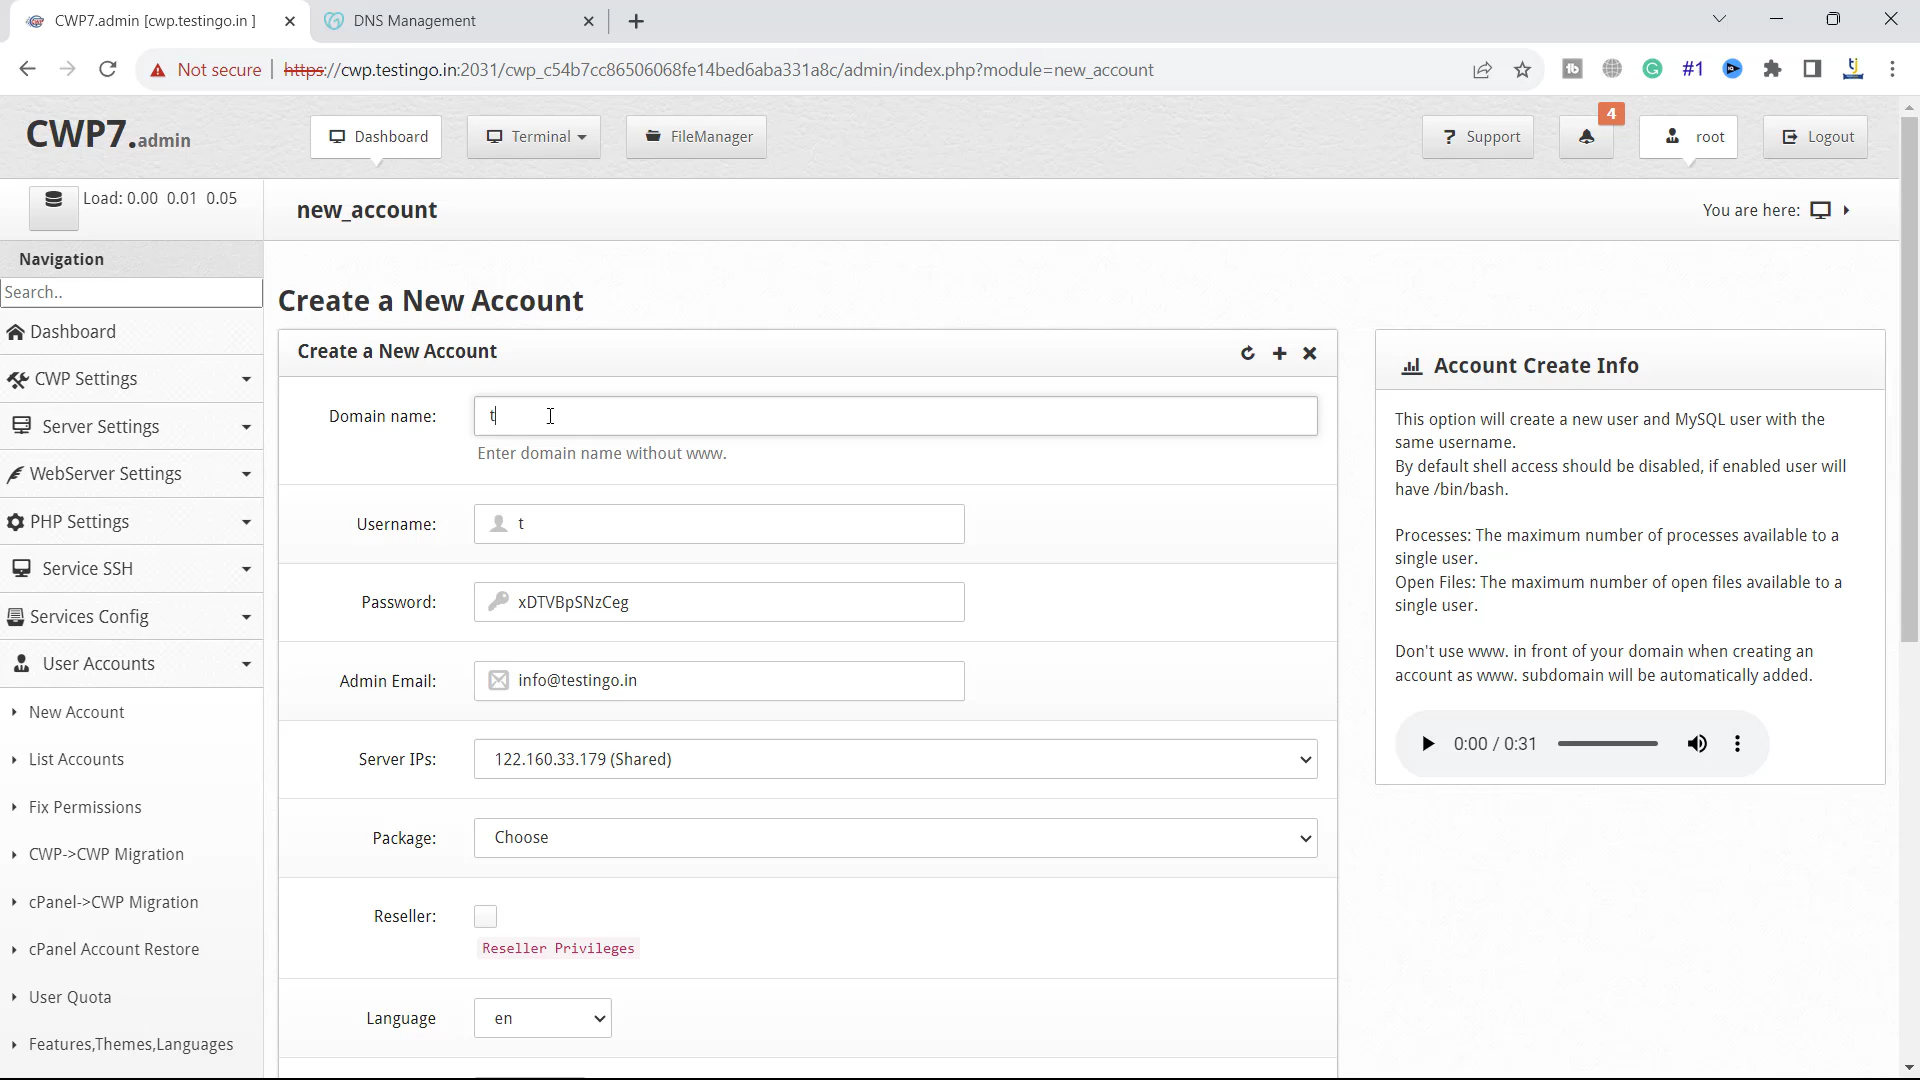 CWP7.admin [cwp.testingo.in ]
DNS Management
Not secure
https://cwp.testingo.in:2031/cwp_c54b7cc86506068fe14bed6aba331a8c/admin/index.php?module=new_account
#1
CWP7.admin
Dashboard
Terminal
FileManager
? Support
4
root
Logout
Load: 0.00 0.01 0.05
new_account
You are here:
Navigation
Search..
Dashboard
CWP Settings
Server Settings
WebServer Settings
PHP Settings
Service SSH
Services Config
User Accounts
New Account
List Accounts
Fix Permissions
CWP->CWP Migration
cPanel->CWP Migration
cPanel Account Restore
User Quota
Features,Themes,Languages
Create a New Account
Create a New Account
Domain name:
t
Enter domain name without www.
Username:
t
Password:
xDTVBpSNzCeg
Admin Email:
info@testingo.in
Server IPs:
122.160.33.179 (Shared)
Package:
Choose
Reseller:
Reseller Privileges
Language
en
Account Create Info
This option will create a new user and MySQL user with the
same username.
By default shell access should be disabled, if enabled user will
have /bin/bash.
Processes: The maximum number of processes available to a
single user.
Open Files: The maximum number of open files available to a
single user.
Don't use www. in front of your domain when creating an
account as www. subdomain will be automatically added.
0:00 / 0:31